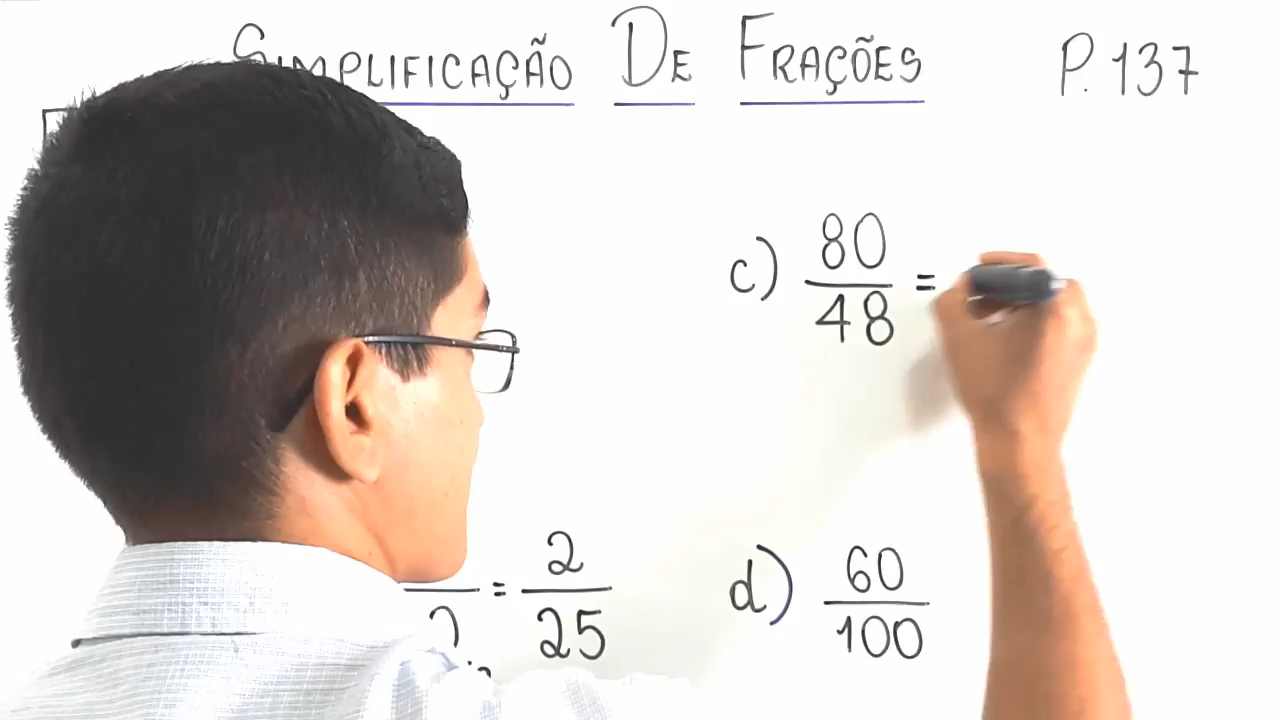 SIMPLIFICAÇÃO DE FRAÇÕES P. 137
c) 80/48 =
= 2/25
d) 60/100